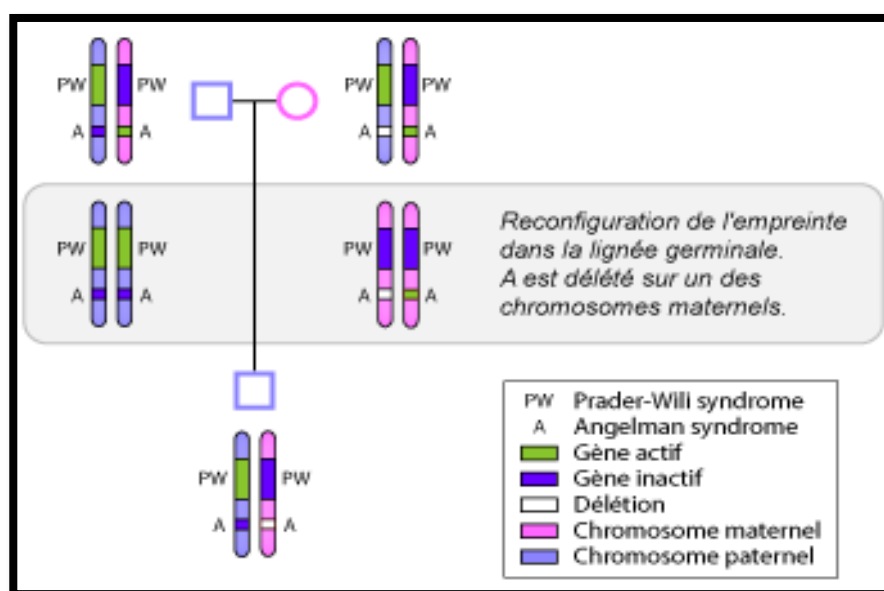 PW PW PW PW
A A A A
PW PW PW PW
A A A A
Reconfiguration de l'empreinte
dans la lignée germinale.
A est délété sur un des
chromosomes maternels.
PW PW
A A
PW Prader-Wili syndrome
A Angelman syndrome
Gène actif
Gène inactif
Délétion
Chromosome maternel
Chromosome paternel